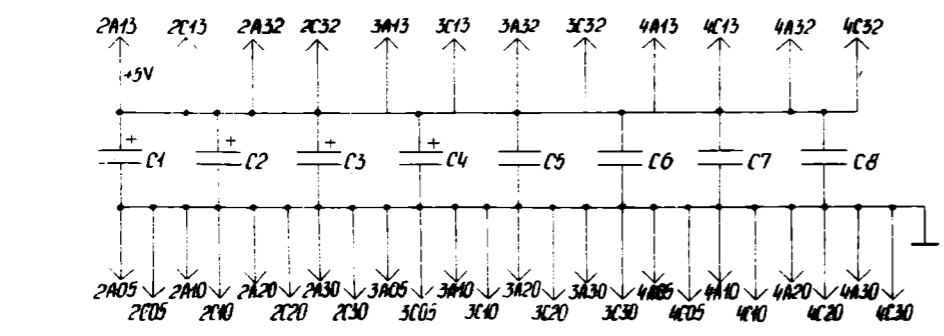 2A13 2C13 2A32 2C32 3A13 3C13 3A32 3C32 4A13 4C13 4A32 4C32
+5V
+ + + +
C1 C2 C3 C4 C5 C6 C7 C8
2A05 2A10 2A20 2A30 3A05 3A10 3A20 3A30 4A05 4A10 4A20 4A30
2C05 2C10 2C20 2C30 3C05 3C10 3C20 3C30 4C05 4C10 4C20 4C30